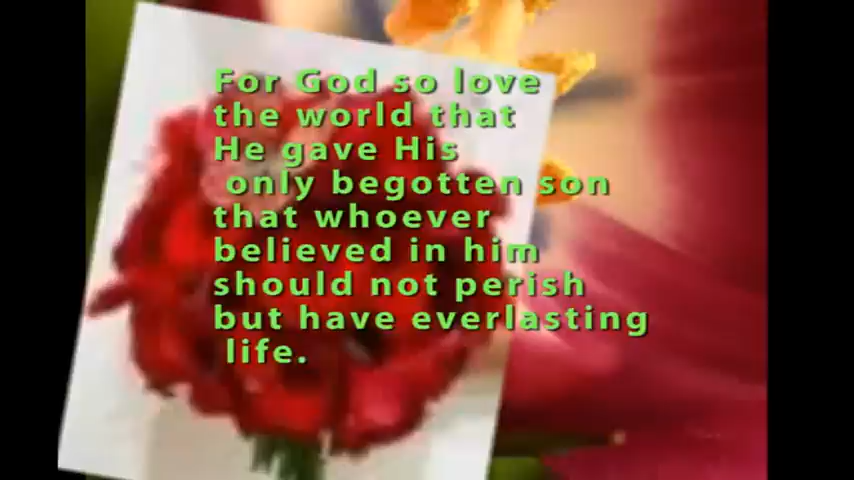 For God so love
the world that
He gave His
only begotten son
that whoever
believed in him
should not perish
but have everlasting
life.